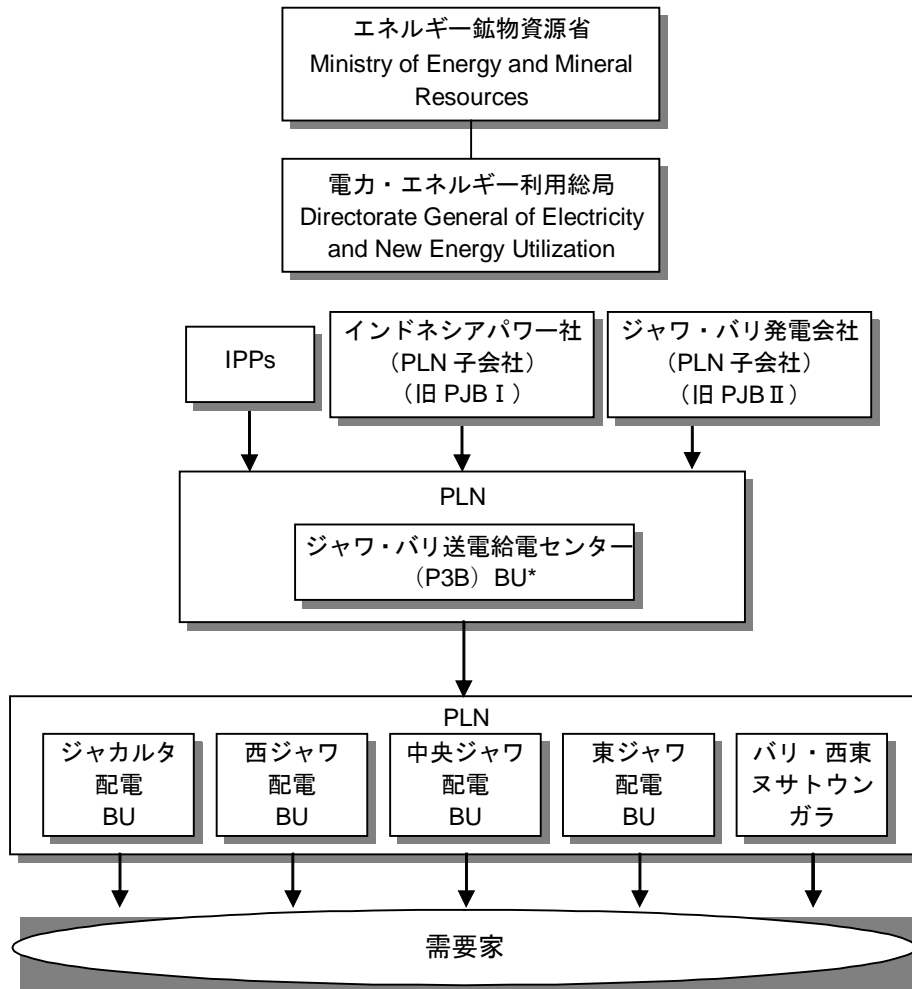 エネルギー鉱物資源省
Ministry of Energy and Mineral
Resources
電力・エネルギー利用総局
Directorate General of Electricity
and New Energy Utilization
IPPs
インドネシアパワー社
（PLN 子会社）
（旧 PJBⅠ）
ジャワ・バリ発電会社
（PLN 子会社）
（旧 PJBⅡ）
PLN
ジャワ・バリ送電給電センター
（P3B）BU*
PLN
ジャカルタ
配電
BU
西ジャワ
配電
BU
中央ジャワ
配電
BU
東ジャワ
配電
BU
バリ・西東
ヌサトウン
ガラ
需要家